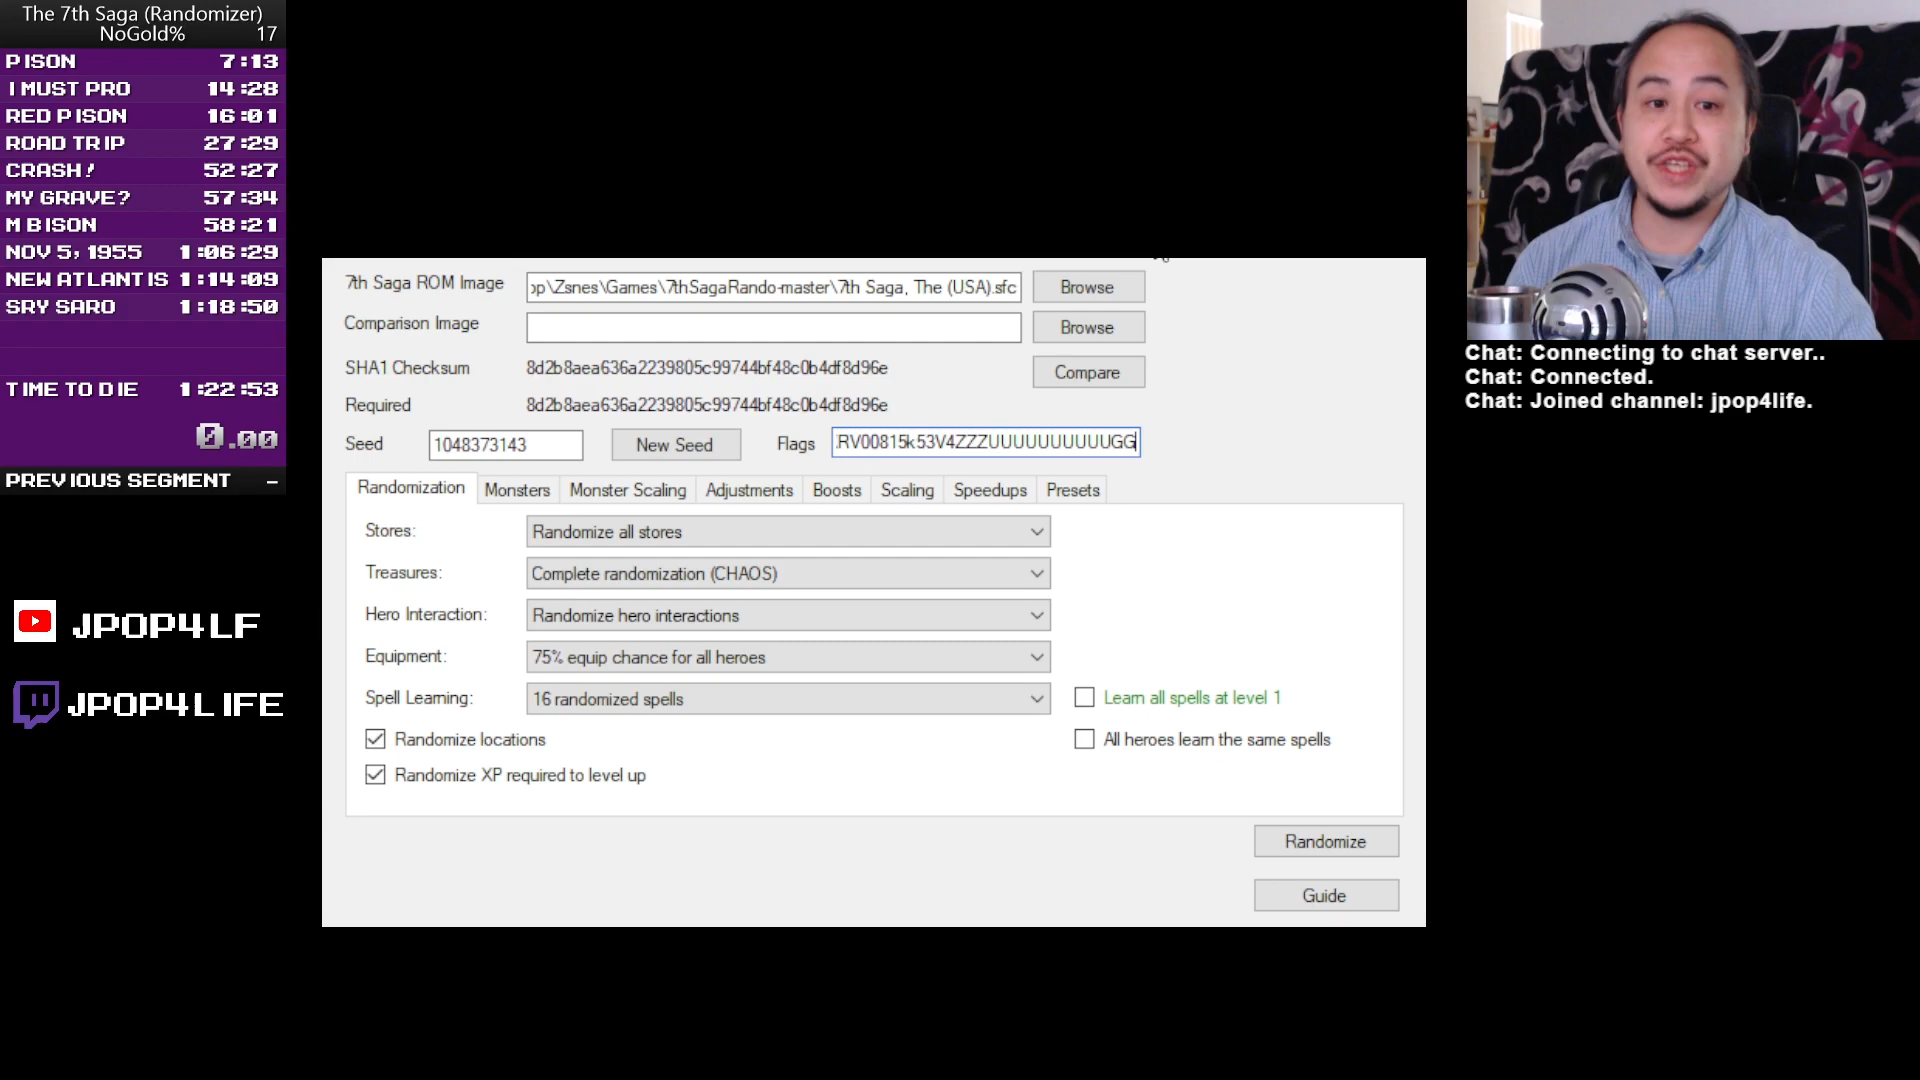 The 7th Saga (Randomizer)
NoGold% 17
PISON 7:13
I MUST PRO 14:28
RED PISON 16:01
ROAD TRIP 27:29
CRASH! 52:27
MY GRAVE? 57:34
M BISON 58:21
NOV 5, 1955 1:06:29
NEW ATLANTIS 1:14:09
SRY SARO 1:18:50
TIME TO DIE 1:22:53
0.00
PREVIOUS SEGMENT –
JPOP4LF
JPOP4LIFE
7th Saga ROM Image op\Zsnes\Games\7thSagaRando-master\7th Saga, The (USA).sfc Browse
Comparison Image Browse
SHA1 Checksum 8d2b8aea636a2239805c99744bf48c0b4df8d96e Compare
Required 8d2b8aea636a2239805c99744bf48c0b4df8d96e
Seed 1048373143 New Seed Flags RV00815k53V4ZZZUUUUUUUUUUGG
Randomization Monsters Monster Scaling Adjustments Boosts Scaling Speedups Presets
Stores: Randomize all stores
Treasures: Complete randomization (CHAOS)
Hero Interaction: Randomize hero interactions
Equipment: 75% equip chance for all heroes
Spell Learning: 16 randomized spells Learn all spells at level 1
Randomize locations All heroes learn the same spells
Randomize XP required to level up
Randomize
Guide
Chat: Connecting to chat server..
Chat: Connected.
Chat: Joined channel: jpop4life.